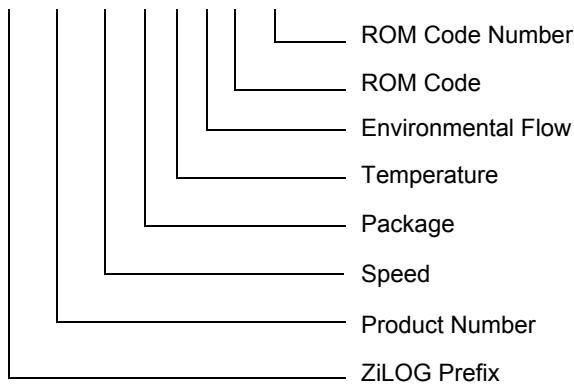 ROM Code Number
ROM Code
Environmental Flow
Temperature
Package
Speed
Product Number
ZiLOG Prefix